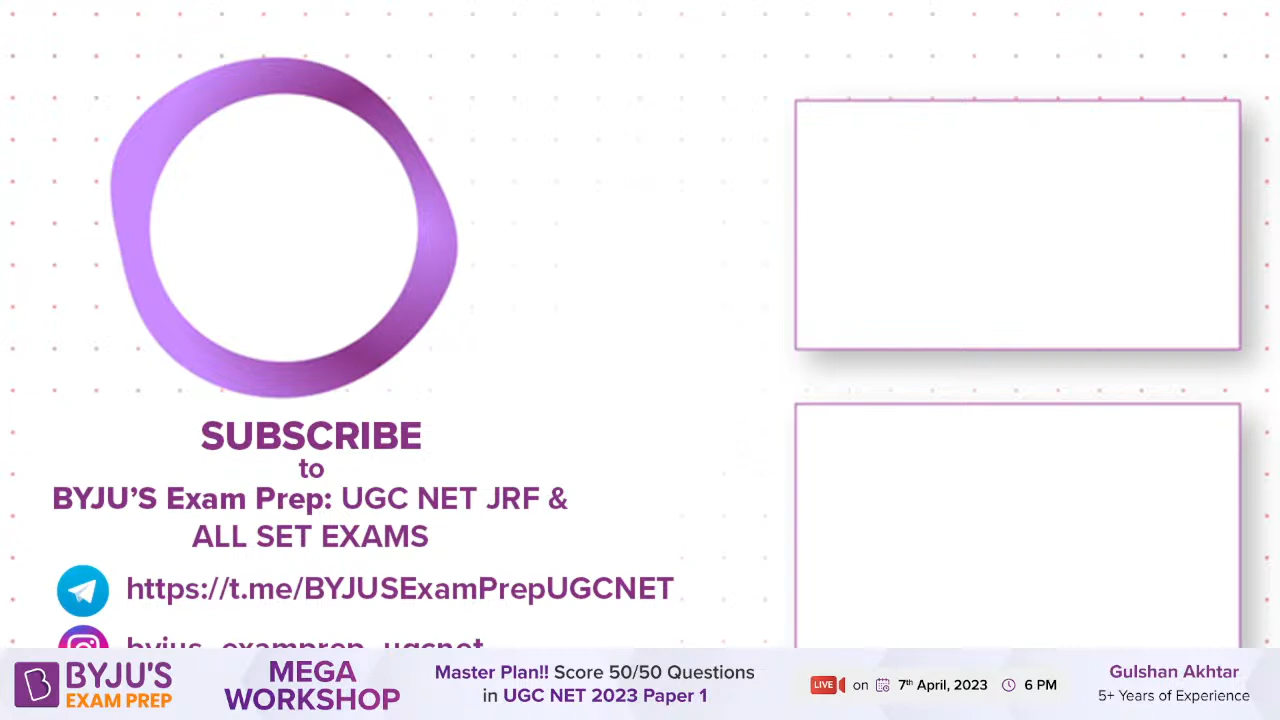 SUBSCRIBE
to
BYJU'S Exam Prep: UGC NET JRF &
ALL SET EXAMS
https://t.me/BYJUSExamPrepUGCNET
byjus_examprep_ugcnet
BYJU'S
EXAM PREP
MEGA
WORKSHOP
Master Plan!! Score 50/50 Questions
in UGC NET 2023 Paper 1
LIVE on 7th April, 2023 6 PM
Gulshan Akhtar
5+ Years of Experience